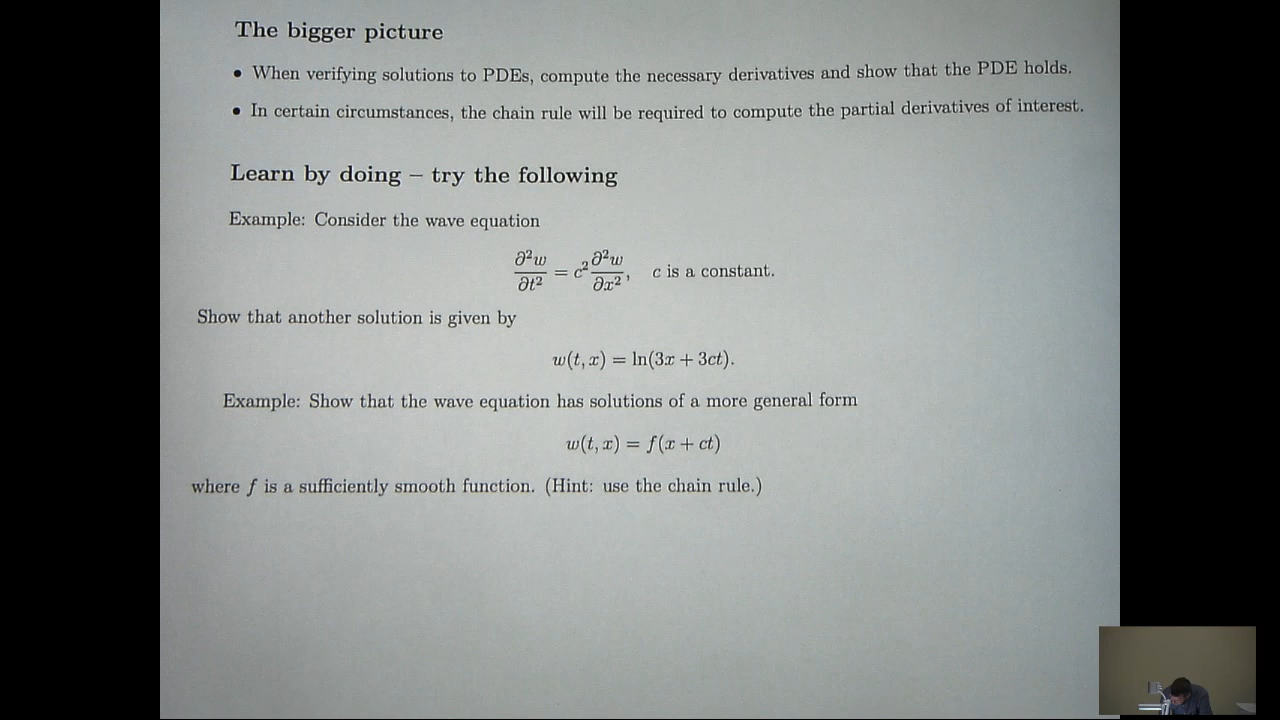 The bigger picture
• When verifying solutions to PDEs, compute the necessary derivatives and show that the PDE holds.
• In certain circumstances, the chain rule will be required to compute the partial derivatives of interest.
Learn by doing – try the following
Example: Consider the wave equation
∂²w/∂t² = c² ∂²w/∂x², c is a constant.
Show that another solution is given by
w(t, x) = ln(3x + 3ct).
Example: Show that the wave equation has solutions of a more general form
w(t, x) = f(x + ct)
where f is a sufficiently smooth function. (Hint: use the chain rule.)